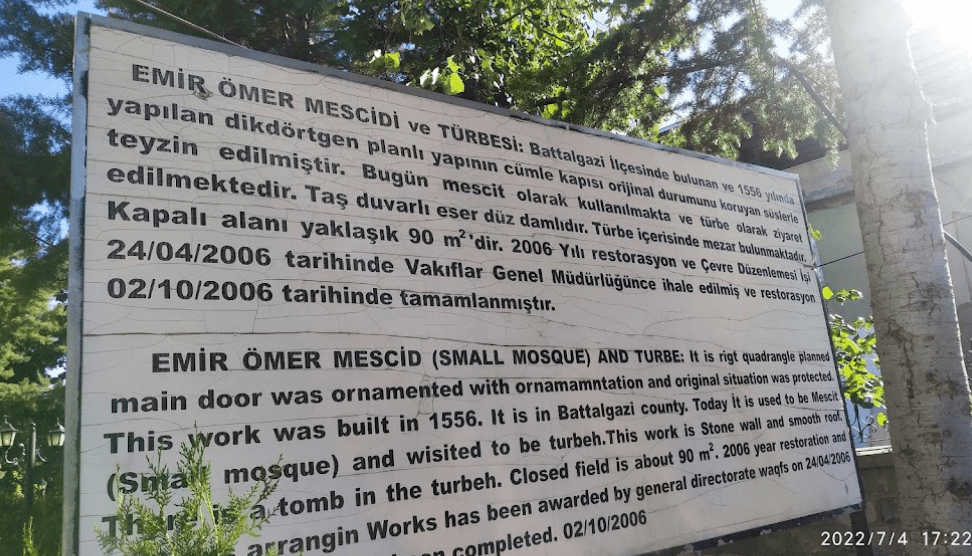 EMİR ÖMER MESCİDİ ve TÜRBESİ: Battalgazi İlçesinde bulunan ve 1556 yılında
yapılan dikdörtgen planlı yapının cümle kapısı orijinal durumunu koruyan süslerle
teyzin edilmiştir. Bugün mescit olarak kullanılmakta ve türbe olarak ziyaret
edilmektedir. Taş duvarlı eser düz damlıdır. Türbe içerisinde mezar bulunmaktadır.
Kapalı alanı yaklaşık 90 m²'dir. 2006 Yılı restorasyon ve Çevre Düzenlemesi İşi
24/04/2006 tarihinde Vakıflar Genel Müdürlüğünce ihale edilmiş ve restorasyon
02/10/2006 tarihinde tamamlanmıştır.
EMİR ÖMER MESCİD (SMALL MOSQUE) AND TURBE: It is rigt quadrangle planned
main door was ornamented with ornamamntation and original situation was protected.
This work was built in 1556. It is in Battalgazi county. Today İt is used to be Mescit
(Small mosque) and wisited to be turbeh.This work is Stone wall and smooth roof.
There is a tomb in the turbeh. Closed field is about 90 m². 2006 year restoration and
arrangin Works has been awarded by general directorate waqfs on 24/04/2006
completed. 02/10/2006
2022/7/4 17:22